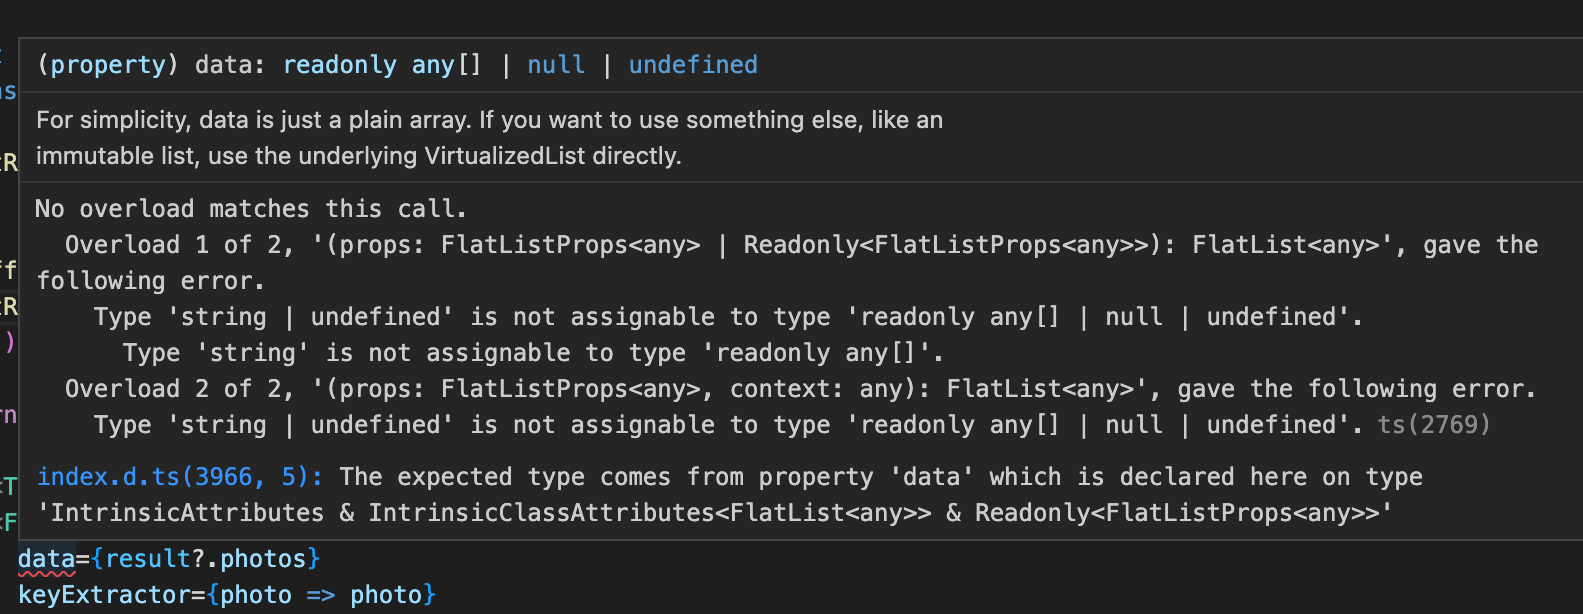 (property) data: readonly any[] | null | undefined
For simplicity, data is just a plain array. If you want to use something else, like an
immutable list, use the underlying VirtualizedList directly.
No overload matches this call.
Overload 1 of 2, '(props: FlatListProps<any> | Readonly<FlatListProps<any>>): FlatList<any>', gave the
following error.
Type 'string | undefined' is not assignable to type 'readonly any[] | null | undefined'.
Type 'string' is not assignable to type 'readonly any[]'.
Overload 2 of 2, '(props: FlatListProps<any>, context: any): FlatList<any>', gave the following error.
Type 'string | undefined' is not assignable to type 'readonly any[] | null | undefined'. ts(2769)
index.d.ts(3966, 5): The expected type comes from property 'data' which is declared here on type
'IntrinsicAttributes & IntrinsicClassAttributes<FlatList<any>> & Readonly<FlatListProps<any>>'
data={result?.photos}
keyExtractor={photo => photo}